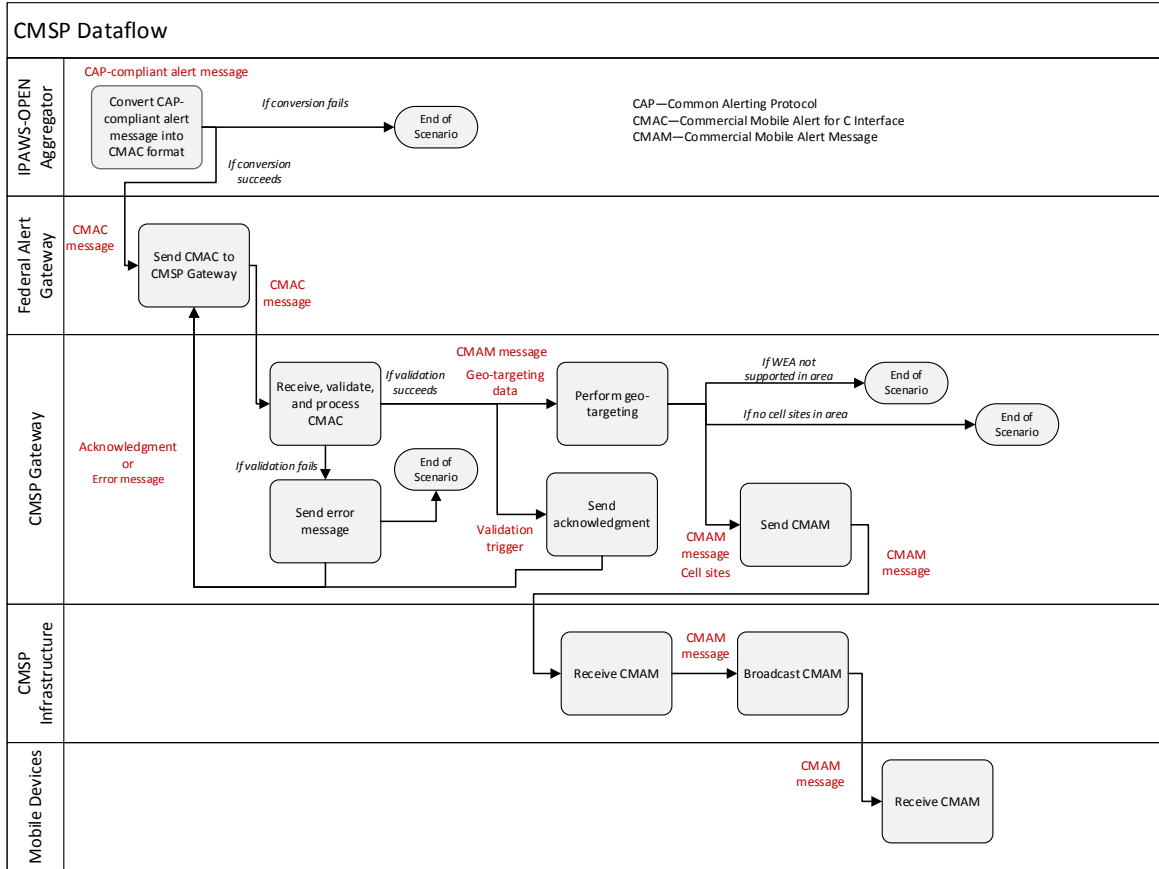 CMSP Dataflow
IPAWS-OPEN
Aggregator
CAP-compliant alert message
Convert CAP-
compliant alert
message into
CMAC format
If conversion fails
End of
Scenario
If conversion
succeeds
CAP—Common Alerting Protocol
CMAC—Commercial Mobile Alert for C Interface
CMAM—Commercial Mobile Alert Message
Federal Alert
Gateway
CMAC
message
Send CMAC to
CMSP Gateway
CMAC
message
CMSP Gateway
Receive, validate,
and process
CMAC
If validation
succeeds
CMAM message
Geo-targeting
data
Perform geo-
targeting
If WEA not
supported in area
End of
Scenario
If no cell sites in area
End of
Scenario
Acknowledgment
or
Error message
If validation fails
End of
Scenario
Send error
message
Validation
trigger
Send
acknowledgment
CMAM
message
Cell sites
Send CMAM
CMAM
message
CMSP
Infrastructure
Receive CMAM
CMAM
message
Broadcast CMAM
Mobile Devices
CMAM
message
Receive CMAM